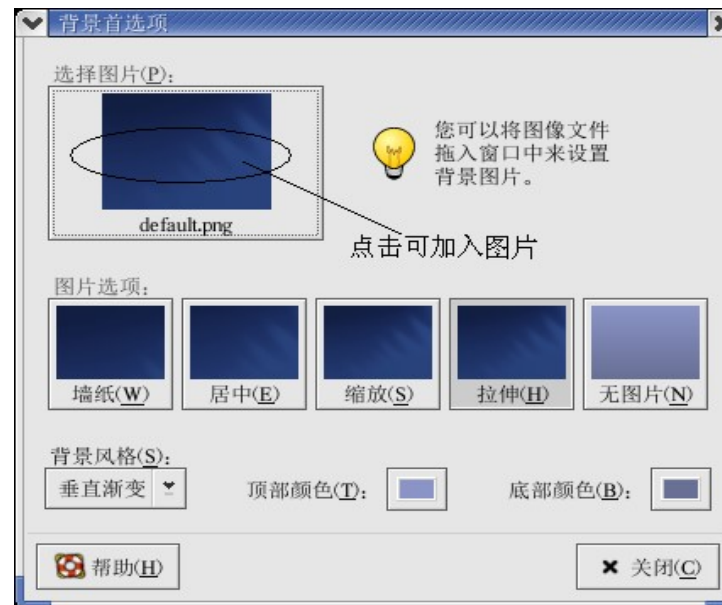 背景首选项
选择图片(P):
default.png
您可以将图像文件
拖入窗口中来设置
背景图片。
点击可加入图片
图片选项:
墙纸(W) 居中(E) 缩放(S) 拉伸(H) 无图片(N)
背景风格(S):
垂直渐变 顶部颜色(T): 底部颜色(B):
帮助(H) 关闭(C)